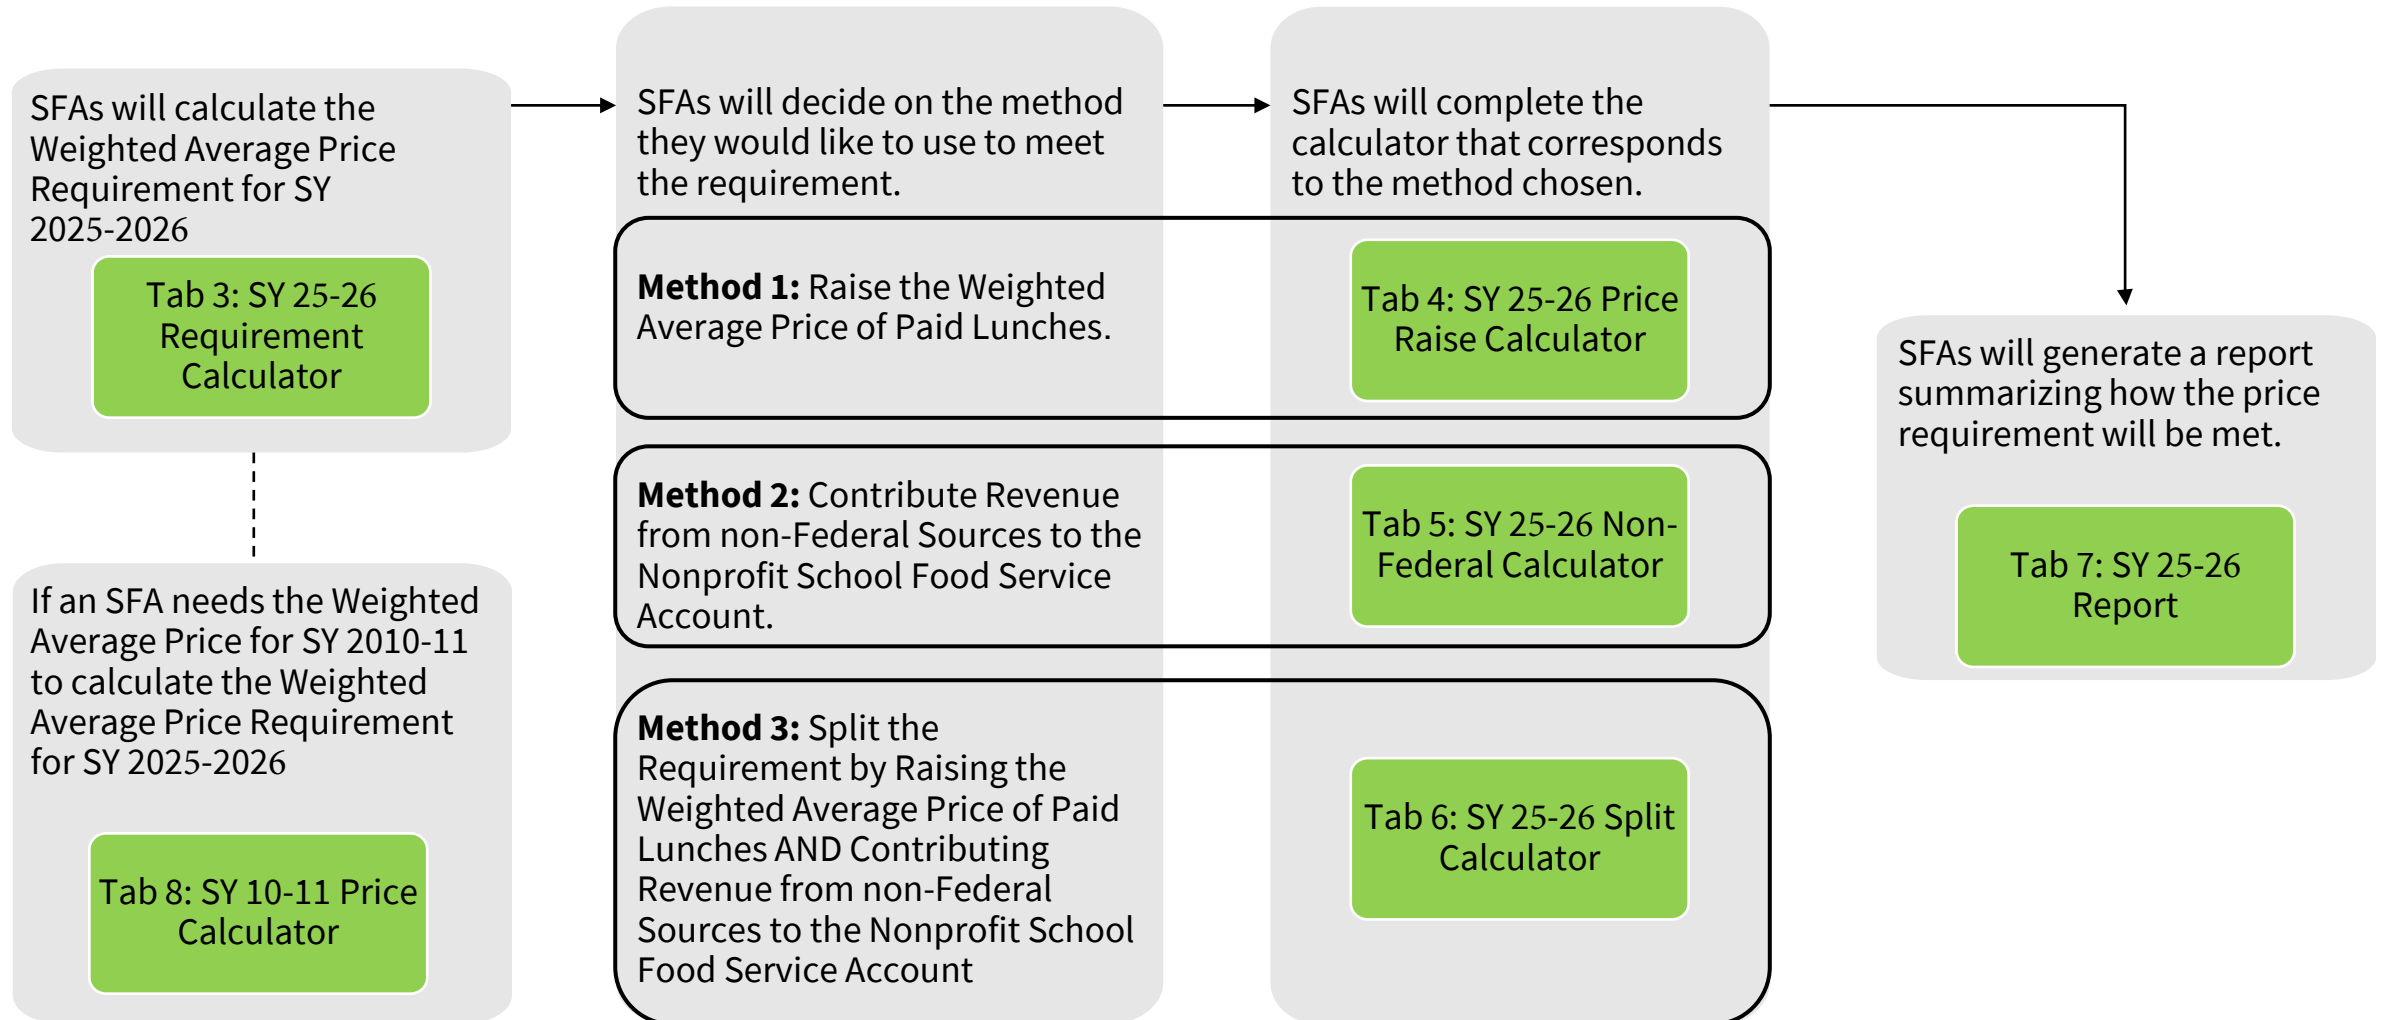 SFAs will calculate the
Weighted Average Price
Requirement for SY
2025-2026
Tab 3: SY 25-26
Requirement
Calculator
If an SFA needs the Weighted
Average Price for SY 2010-11
to calculate the Weighted
Average Price Requirement
for SY 2025-2026
Tab 8: SY 10-11 Price
Calculator
SFAs will decide on the method
they would like to use to meet
the requirement.
Method 1: Raise the Weighted
Average Price of Paid Lunches.
Method 2: Contribute Revenue
from non-Federal Sources to the
Nonprofit School Food Service
Account.
Method 3: Split the
Requirement by Raising the
Weighted Average Price of Paid
Lunches AND Contributing
Revenue from non-Federal
Sources to the Nonprofit School
Food Service Account
SFAs will complete the
calculator that corresponds
to the method chosen.
Tab 4: SY 25-26 Price
Raise Calculator
Tab 5: SY 25-26 Non-
Federal Calculator
Tab 6: SY 25-26 Split
Calculator
SFAs will generate a report
summarizing how the price
requirement will be met.
Tab 7: SY 25-26
Report